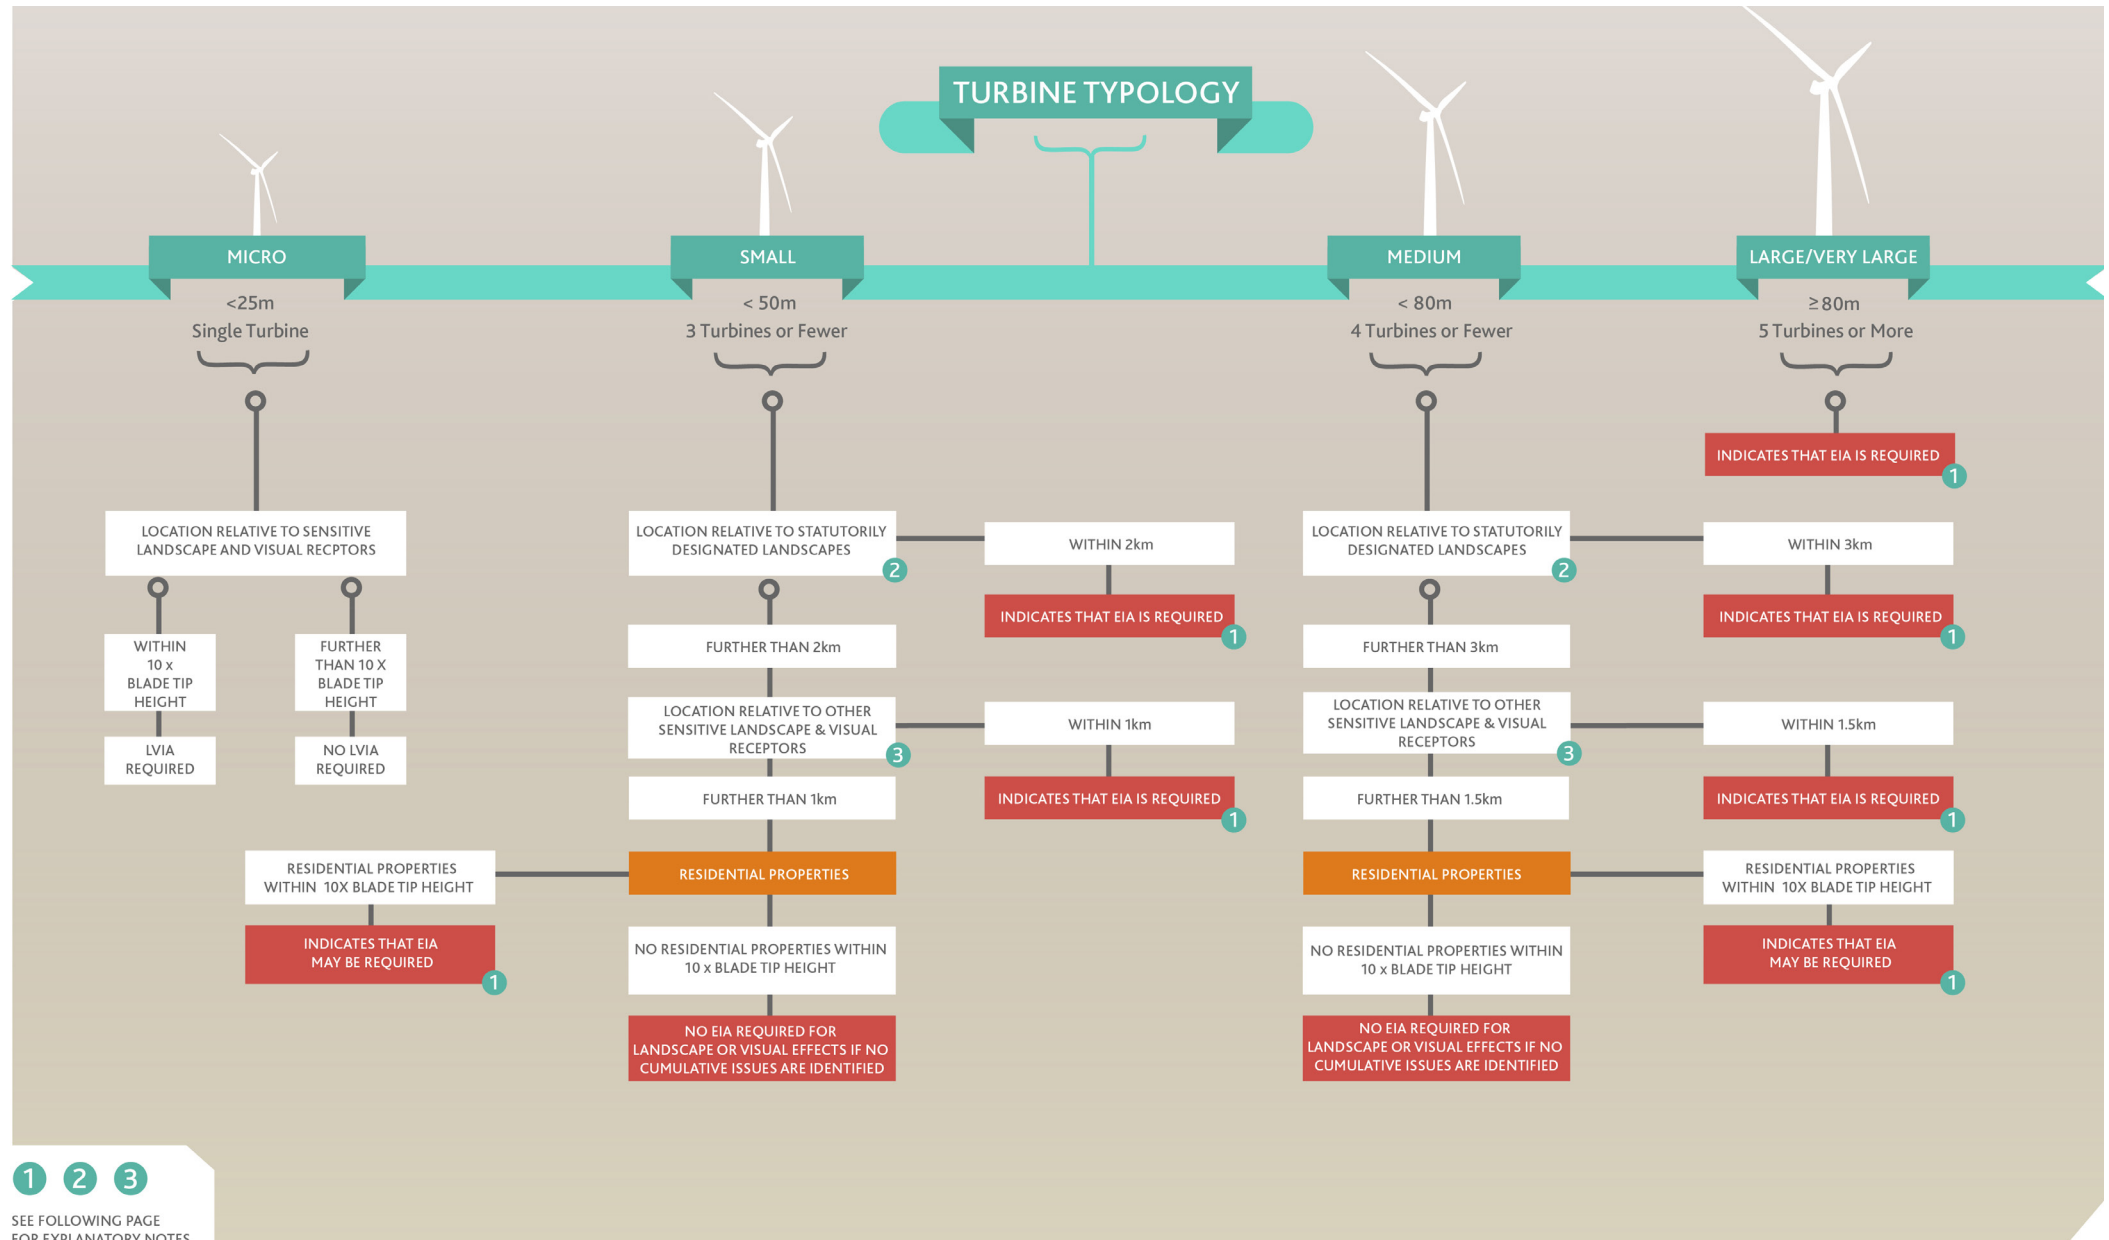 TURBINE TYPOLOGY
MICRO
<25m
Single Turbine
LOCATION RELATIVE TO SENSITIVE
LANDSCAPE AND VISUAL RECPTORS
WITHIN
10 x
BLADE TIP
HEIGHT
LVIA
REQUIRED
FURTHER
THAN 10 X
BLADE TIP
HEIGHT
NO LVIA
REQUIRED
SMALL
< 50m
3 Turbines or Fewer
LOCATION RELATIVE TO STATUTORILY
DESIGNATED LANDSCAPES
2
WITHIN 2km
INDICATES THAT EIA IS REQUIRED
1
FURTHER THAN 2km
LOCATION RELATIVE TO OTHER
SENSITIVE LANDSCAPE & VISUAL
RECEPTORS
3
WITHIN 1km
INDICATES THAT EIA IS REQUIRED
1
FURTHER THAN 1km
RESIDENTIAL PROPERTIES
RESIDENTIAL PROPERTIES
WITHIN 10X BLADE TIP HEIGHT
INDICATES THAT EIA
MAY BE REQUIRED
1
NO RESIDENTIAL PROPERTIES WITHIN
10 x BLADE TIP HEIGHT
NO EIA REQUIRED FOR
LANDSCAPE OR VISUAL EFFECTS IF NO
CUMULATIVE ISSUES ARE IDENTIFIED
MEDIUM
< 80m
4 Turbines or Fewer
LOCATION RELATIVE TO STATUTORILY
DESIGNATED LANDSCAPES
2
WITHIN 3km
INDICATES THAT EIA IS REQUIRED
1
FURTHER THAN 3km
LOCATION RELATIVE TO OTHER
SENSITIVE LANDSCAPE & VISUAL
RECEPTORS
3
WITHIN 1.5km
INDICATES THAT EIA IS REQUIRED
1
FURTHER THAN 1.5km
RESIDENTIAL PROPERTIES
RESIDENTIAL PROPERTIES
WITHIN 10X BLADE TIP HEIGHT
INDICATES THAT EIA
MAY BE REQUIRED
1
NO RESIDENTIAL PROPERTIES WITHIN
10 x BLADE TIP HEIGHT
NO EIA REQUIRED FOR
LANDSCAPE OR VISUAL EFFECTS IF NO
CUMULATIVE ISSUES ARE IDENTIFIED
LARGE/VERY LARGE
≥80m
5 Turbines or More
INDICATES THAT EIA IS REQUIRED
1
1 2 3
SEE FOLLOWING PAGE
FOR EXPLANATORY NOTES